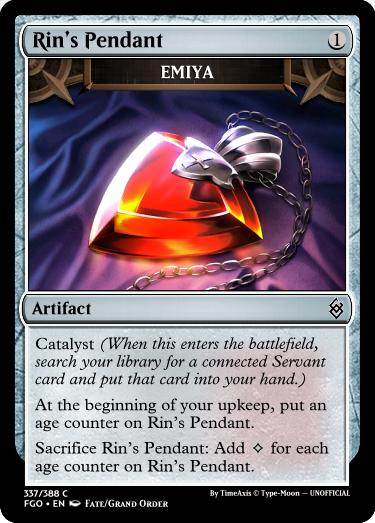 Rin's Pendant
1
EMIYA
Artifact
Catalyst (When this enters the battlefield,
search your library for a connected Servant
card and put that card into your hand.)
At the beginning of your upkeep, put an
age counter on Rin's Pendant.
Sacrifice Rin's Pendant: Add ◇ for each
age counter on Rin's Pendant.
337/388 C
FGO • EN Fate/Grand Order
By TimeAxis © Type-Moon — UNOFFICIAL